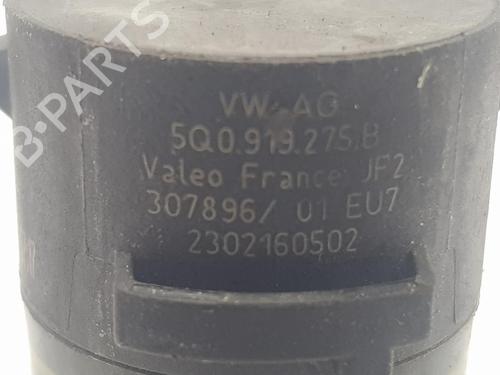 VW AG
5Q0.919.275.B
Valeo France JF2
307896/ 01 EU7
2302160502
B-PARTS